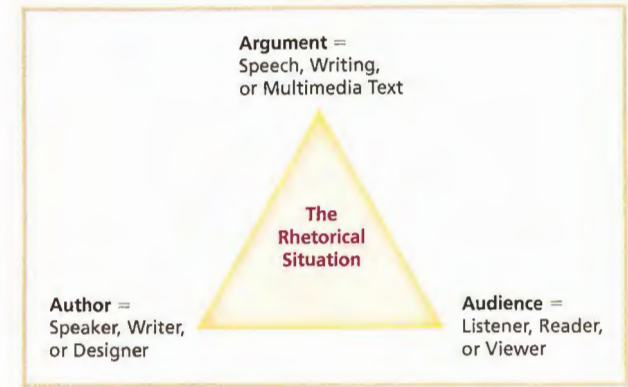 Argument =
Speech, Writing,
or Multimedia Text
The
Rhetorical
Situation
Author =
Speaker, Writer,
or Designer
Audience =
Listener, Reader,
or Viewer